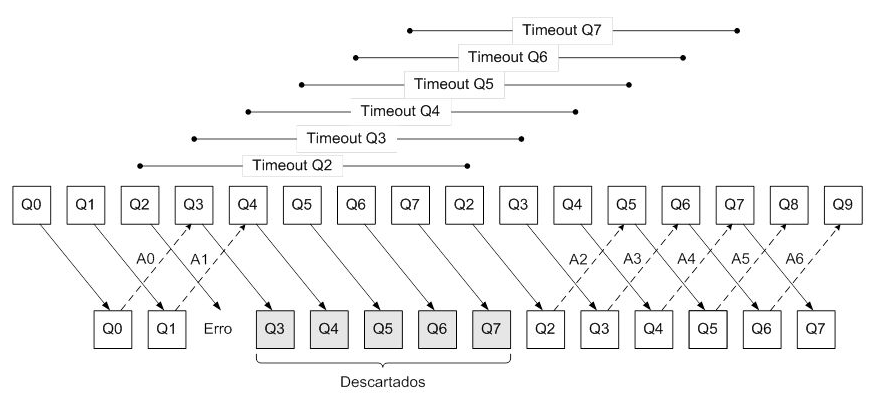 Timeout Q7
Timeout Q6
Timeout Q5
Timeout Q4
Timeout Q3
Timeout Q2
Q0 Q1 Q2 Q3 Q4 Q5 Q6 Q7 Q2 Q3 Q4 Q5 Q6 Q7 Q8 Q9
A0 A1 A2 A3 A4 A5 A6
Q0 Q1 Erro Q3 Q4 Q5 Q6 Q7 Q2 Q3 Q4 Q5 Q6 Q7
Descartados